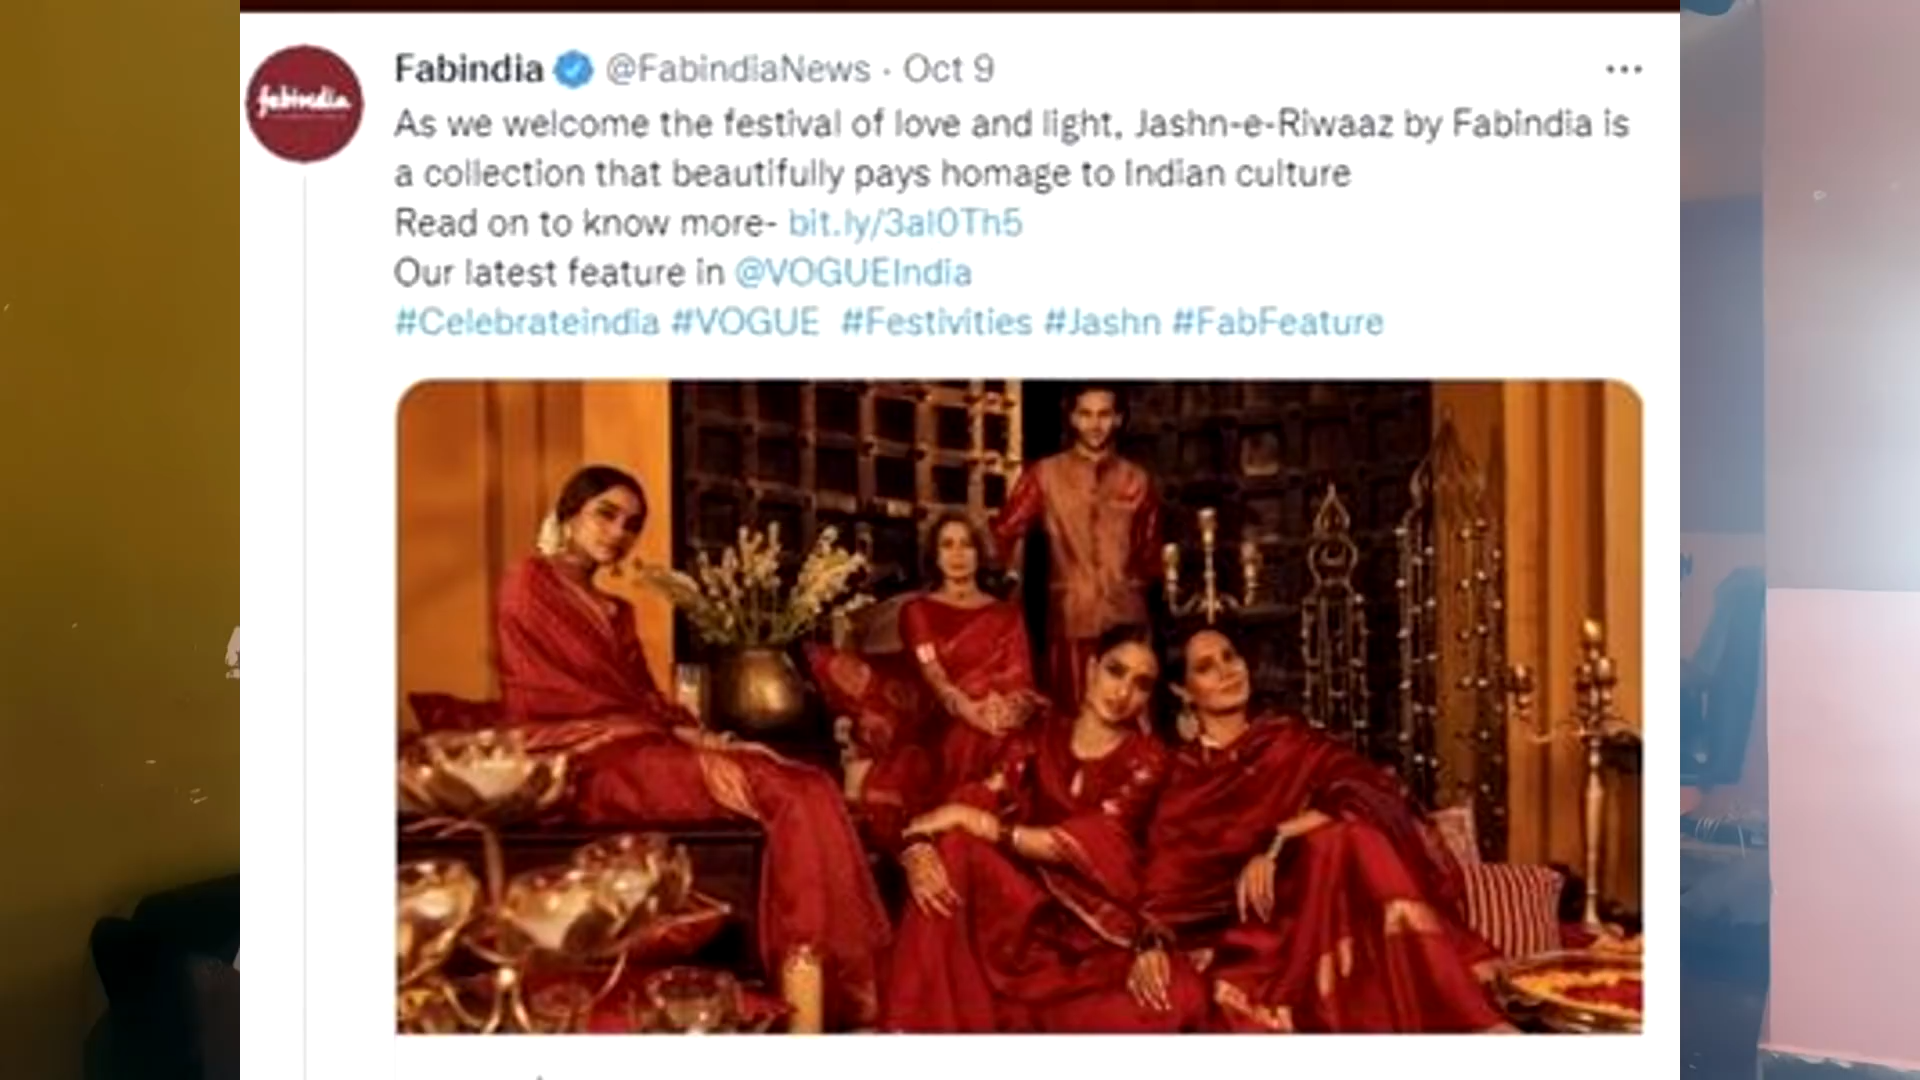 fabindia
Fabindia @FabindiaNews · Oct 9
As we welcome the festival of love and light, Jashn-e-Riwaaz by Fabindia is
a collection that beautifully pays homage to Indian culture
Read on to know more- bit.ly/3al0Th5
Our latest feature in @VOGUEIndia
#Celebrateindia #VOGUE #Festivities #Jashn #FabFeature